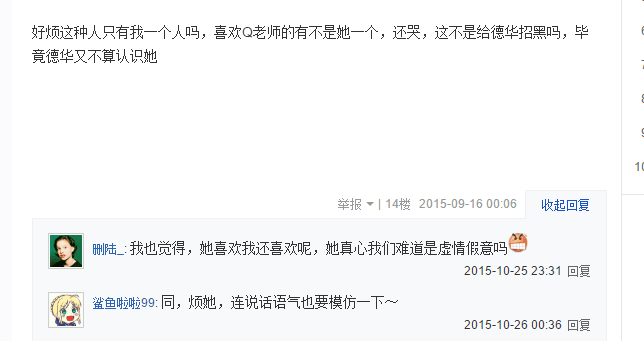 好烦这种人只有我一个人吗，喜欢Q老师的有不是她一个，还哭，这不是给德华招黑吗，毕
竟德华又不算认识她
举报 | 14楼 2015-09-16 00:06 收起回复
删陆_: 我也觉得，她喜欢我还喜欢呢，她真心我们难道是虚情假意吗
2015-10-25 23:31 回复
鲨鱼啦啦99: 同，烦她，连说话语气也要模仿一下～
2015-10-26 00:36 回复